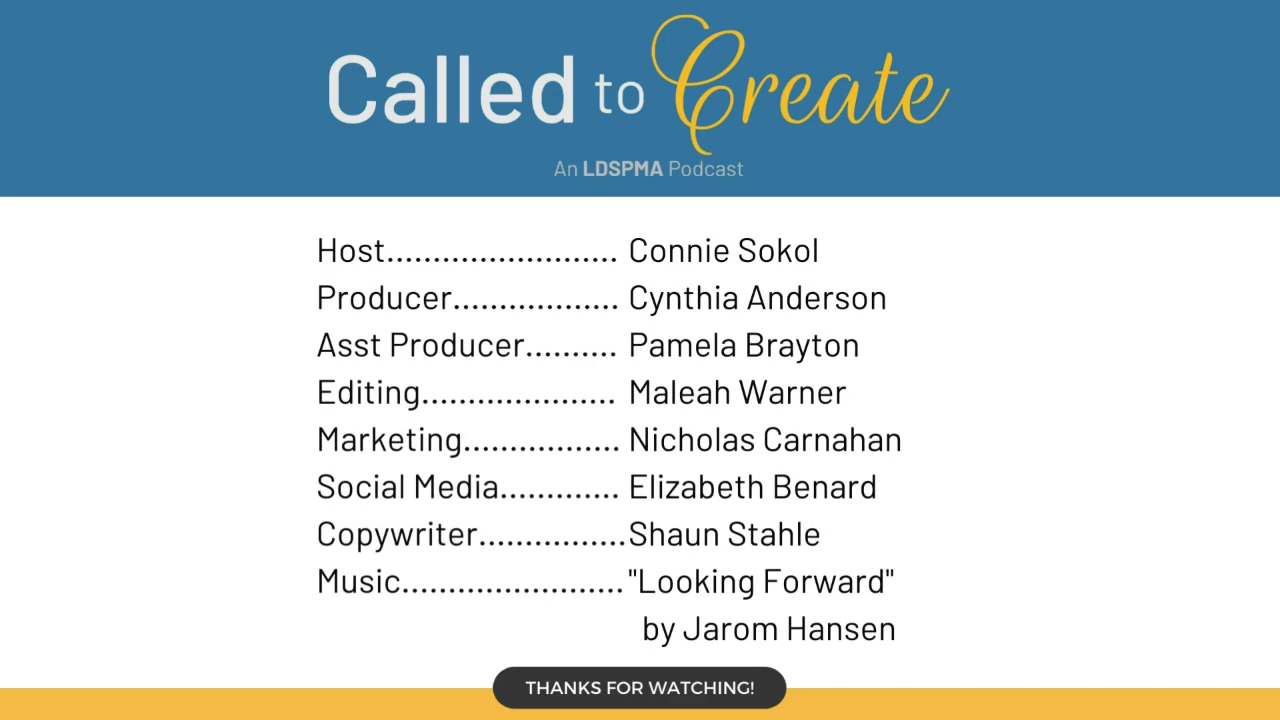 Called to Create
An LDSPMA Podcast
Host......................... Connie Sokol
Producer.................. Cynthia Anderson
Asst Producer.......... Pamela Brayton
Editing..................... Maleah Warner
Marketing................. Nicholas Carnahan
Social Media............. Elizabeth Benard
Copywriter................Shaun Stahle
Music........................"Looking Forward"
by Jarom Hansen
THANKS FOR WATCHING!